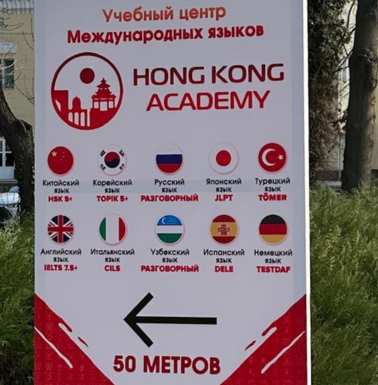 Учебный центр
Международных языков
HONG KONG
ACADEMY
Китайский язык
HSK 5+
Корейский язык
TOPIK 5+
Русский язык
РАЗГОВОРНЫЙ
Японский язык
JLPT
Турецкий язык
TÖMER
Английский язык
IELTS 7.5+
Итальянский язык
CILS
Узбекский язык
РАЗГОВОРНЫЙ
Испанский язык
DELE
Немецкий язык
TESTDAF
50 МЕТРОВ